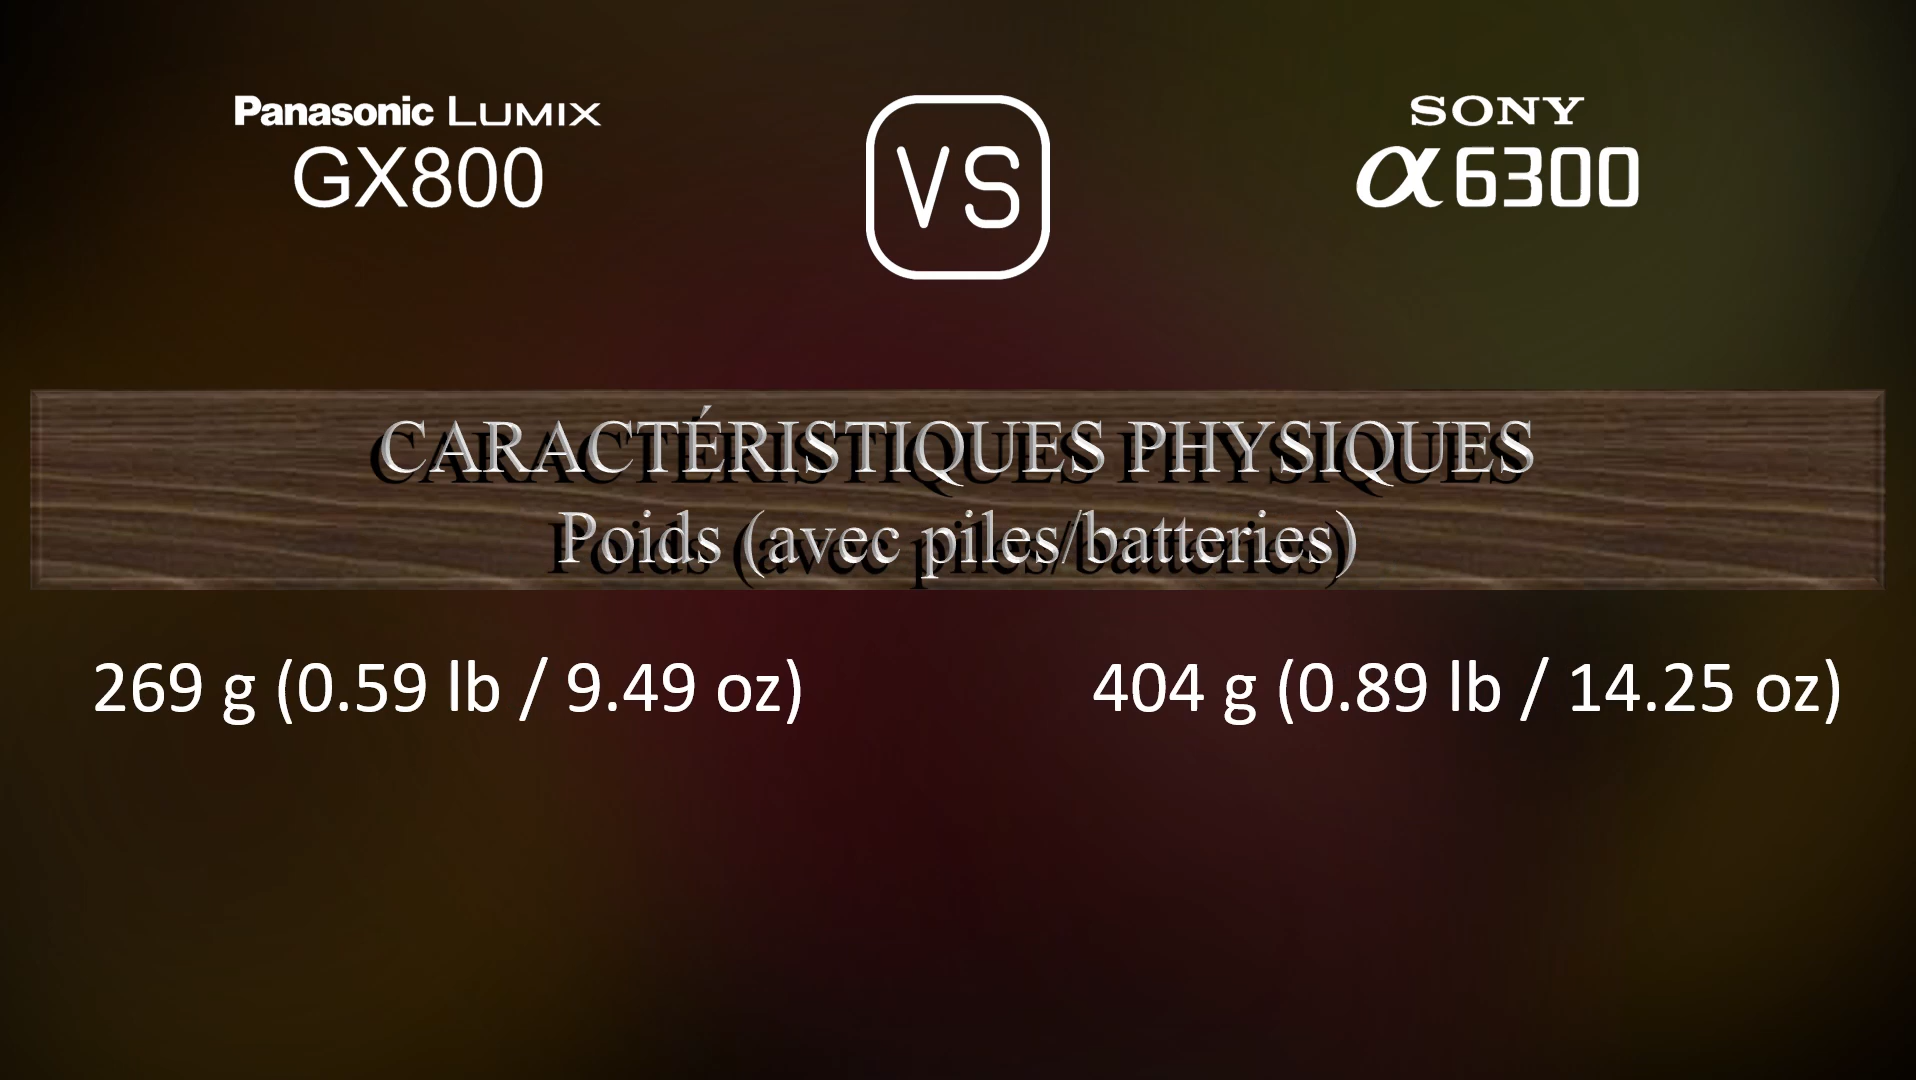 Panasonic LUMIX
GX800
VS
SONY
α6300
CARACTÉRISTIQUES PHYSIQUES
Poids (avec piles/batteries)
269 g (0.59 lb / 9.49 oz)
404 g (0.89 lb / 14.25 oz)